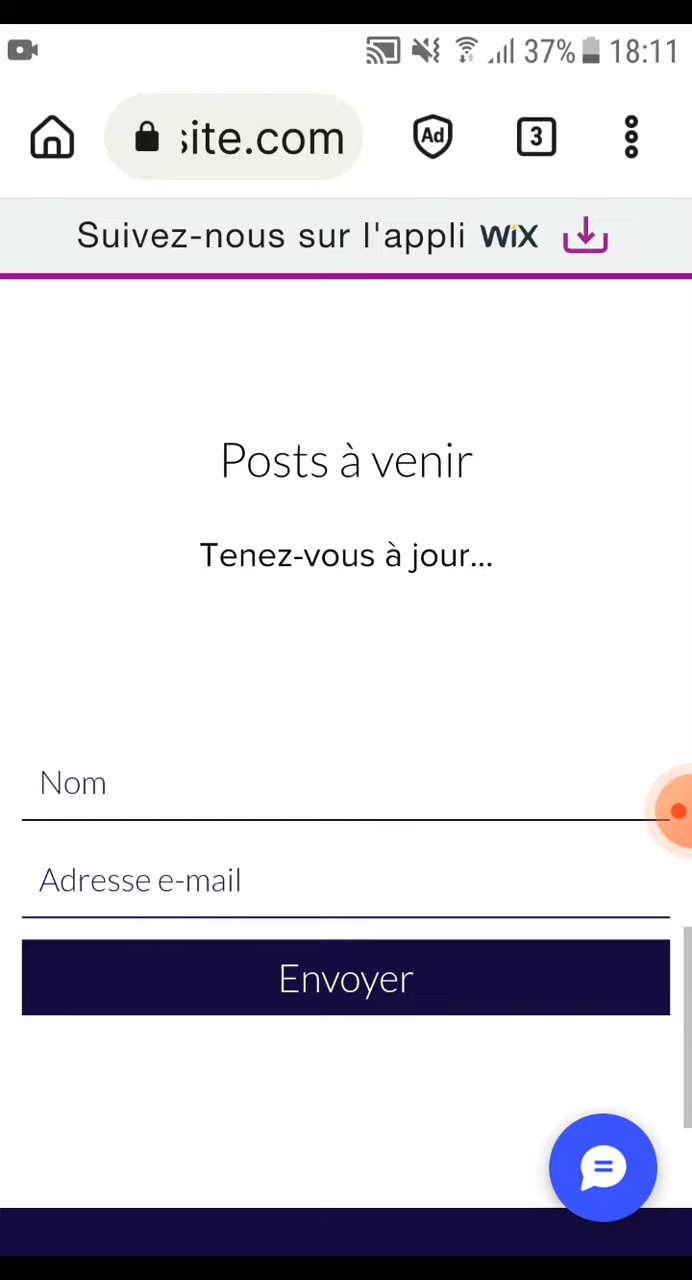 37% 18:11
site.com Ad 3
Suivez-nous sur l'appli WiX
Posts à venir
Tenez-vous à jour...
Nom
Adresse e-mail
Envoyer